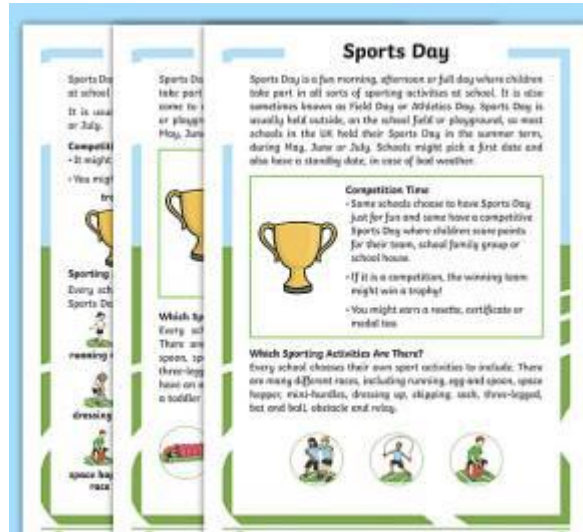 Sports Da
at school
It is usu
or July.
Competiti
• It might
• You mig
tr
Sporting
Every sch
Sports Da
running
dressing
space hop
race
Sports Da
take part
come to
or playgr
May, June
Which Sp
Every sch
There are
spoon, sp
three-leg
have an
a toddler
Sports Day
Sports Day is a fun morning, afternoon or full day where children
take part in all sorts of sporting activities at school. It is also
sometimes known as Field Day or Athletics Day. Sports Day is
usually held outside, on the school field or playground, so most
schools in the UK hold their Sports Day in the summer term,
during May, June or July. Schools might pick a first date and
also have a standby date, in case of bad weather.
Competition Time
• Some schools choose to have Sports Day
just for fun and some have a competitive
Sports Day where children score points
for their team, school family group or
school house.
• If it is a competition, the winning team
might win a trophy!
• You might earn a rosette, certificate or
medal too.
Which Sporting Activities Are There?
Every school chooses their own sport activities to include. There
are many different races, including running, egg and spoon, space
hopper, mini-hurdles, dressing up, skipping, sack, three-legged,
bat and ball, obstacle and relay.